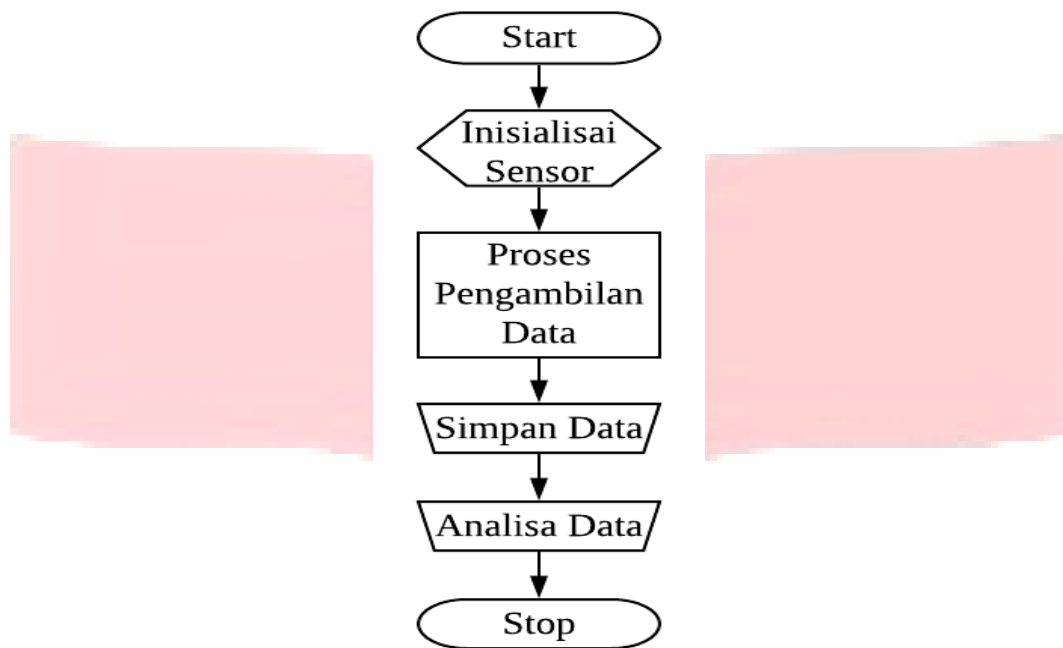 Start
Inisialisai
Sensor
Proses
Pengambilan
Data
Simpan Data
Analisa Data
Stop